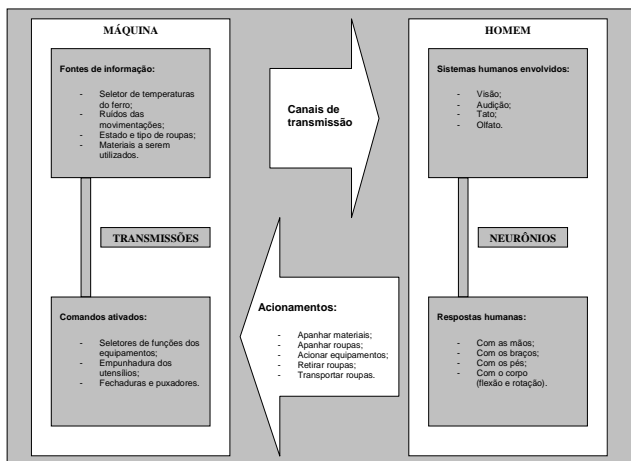 MÁQUINA
Fontes de informação:
- Seletor de temperaturas
do ferro;
- Ruídos das
movimentações;
- Estado e tipo de roupas;
- Materiais a serem
utilizados.
TRANSMISSÕES
Comandos ativados:
- Seletores de funções dos
equipamentos;
- Empunhadura dos
utensílios;
- Fechaduras e puxadores.
Canais de
transmissão
Acionamentos:
- Apanhar materiais;
- Apanhar roupas;
- Acionar equipamentos;
- Retirar roupas;
- Transportar roupas.
HOMEM
Sistemas humanos envolvidos:
- Visão;
- Audição;
- Tato;
- Olfato.
NEURÔNIOS
Respostas humanas:
- Com as mãos;
- Com os braços;
- Com os pés;
- Com o corpo
(flexão e rotação).